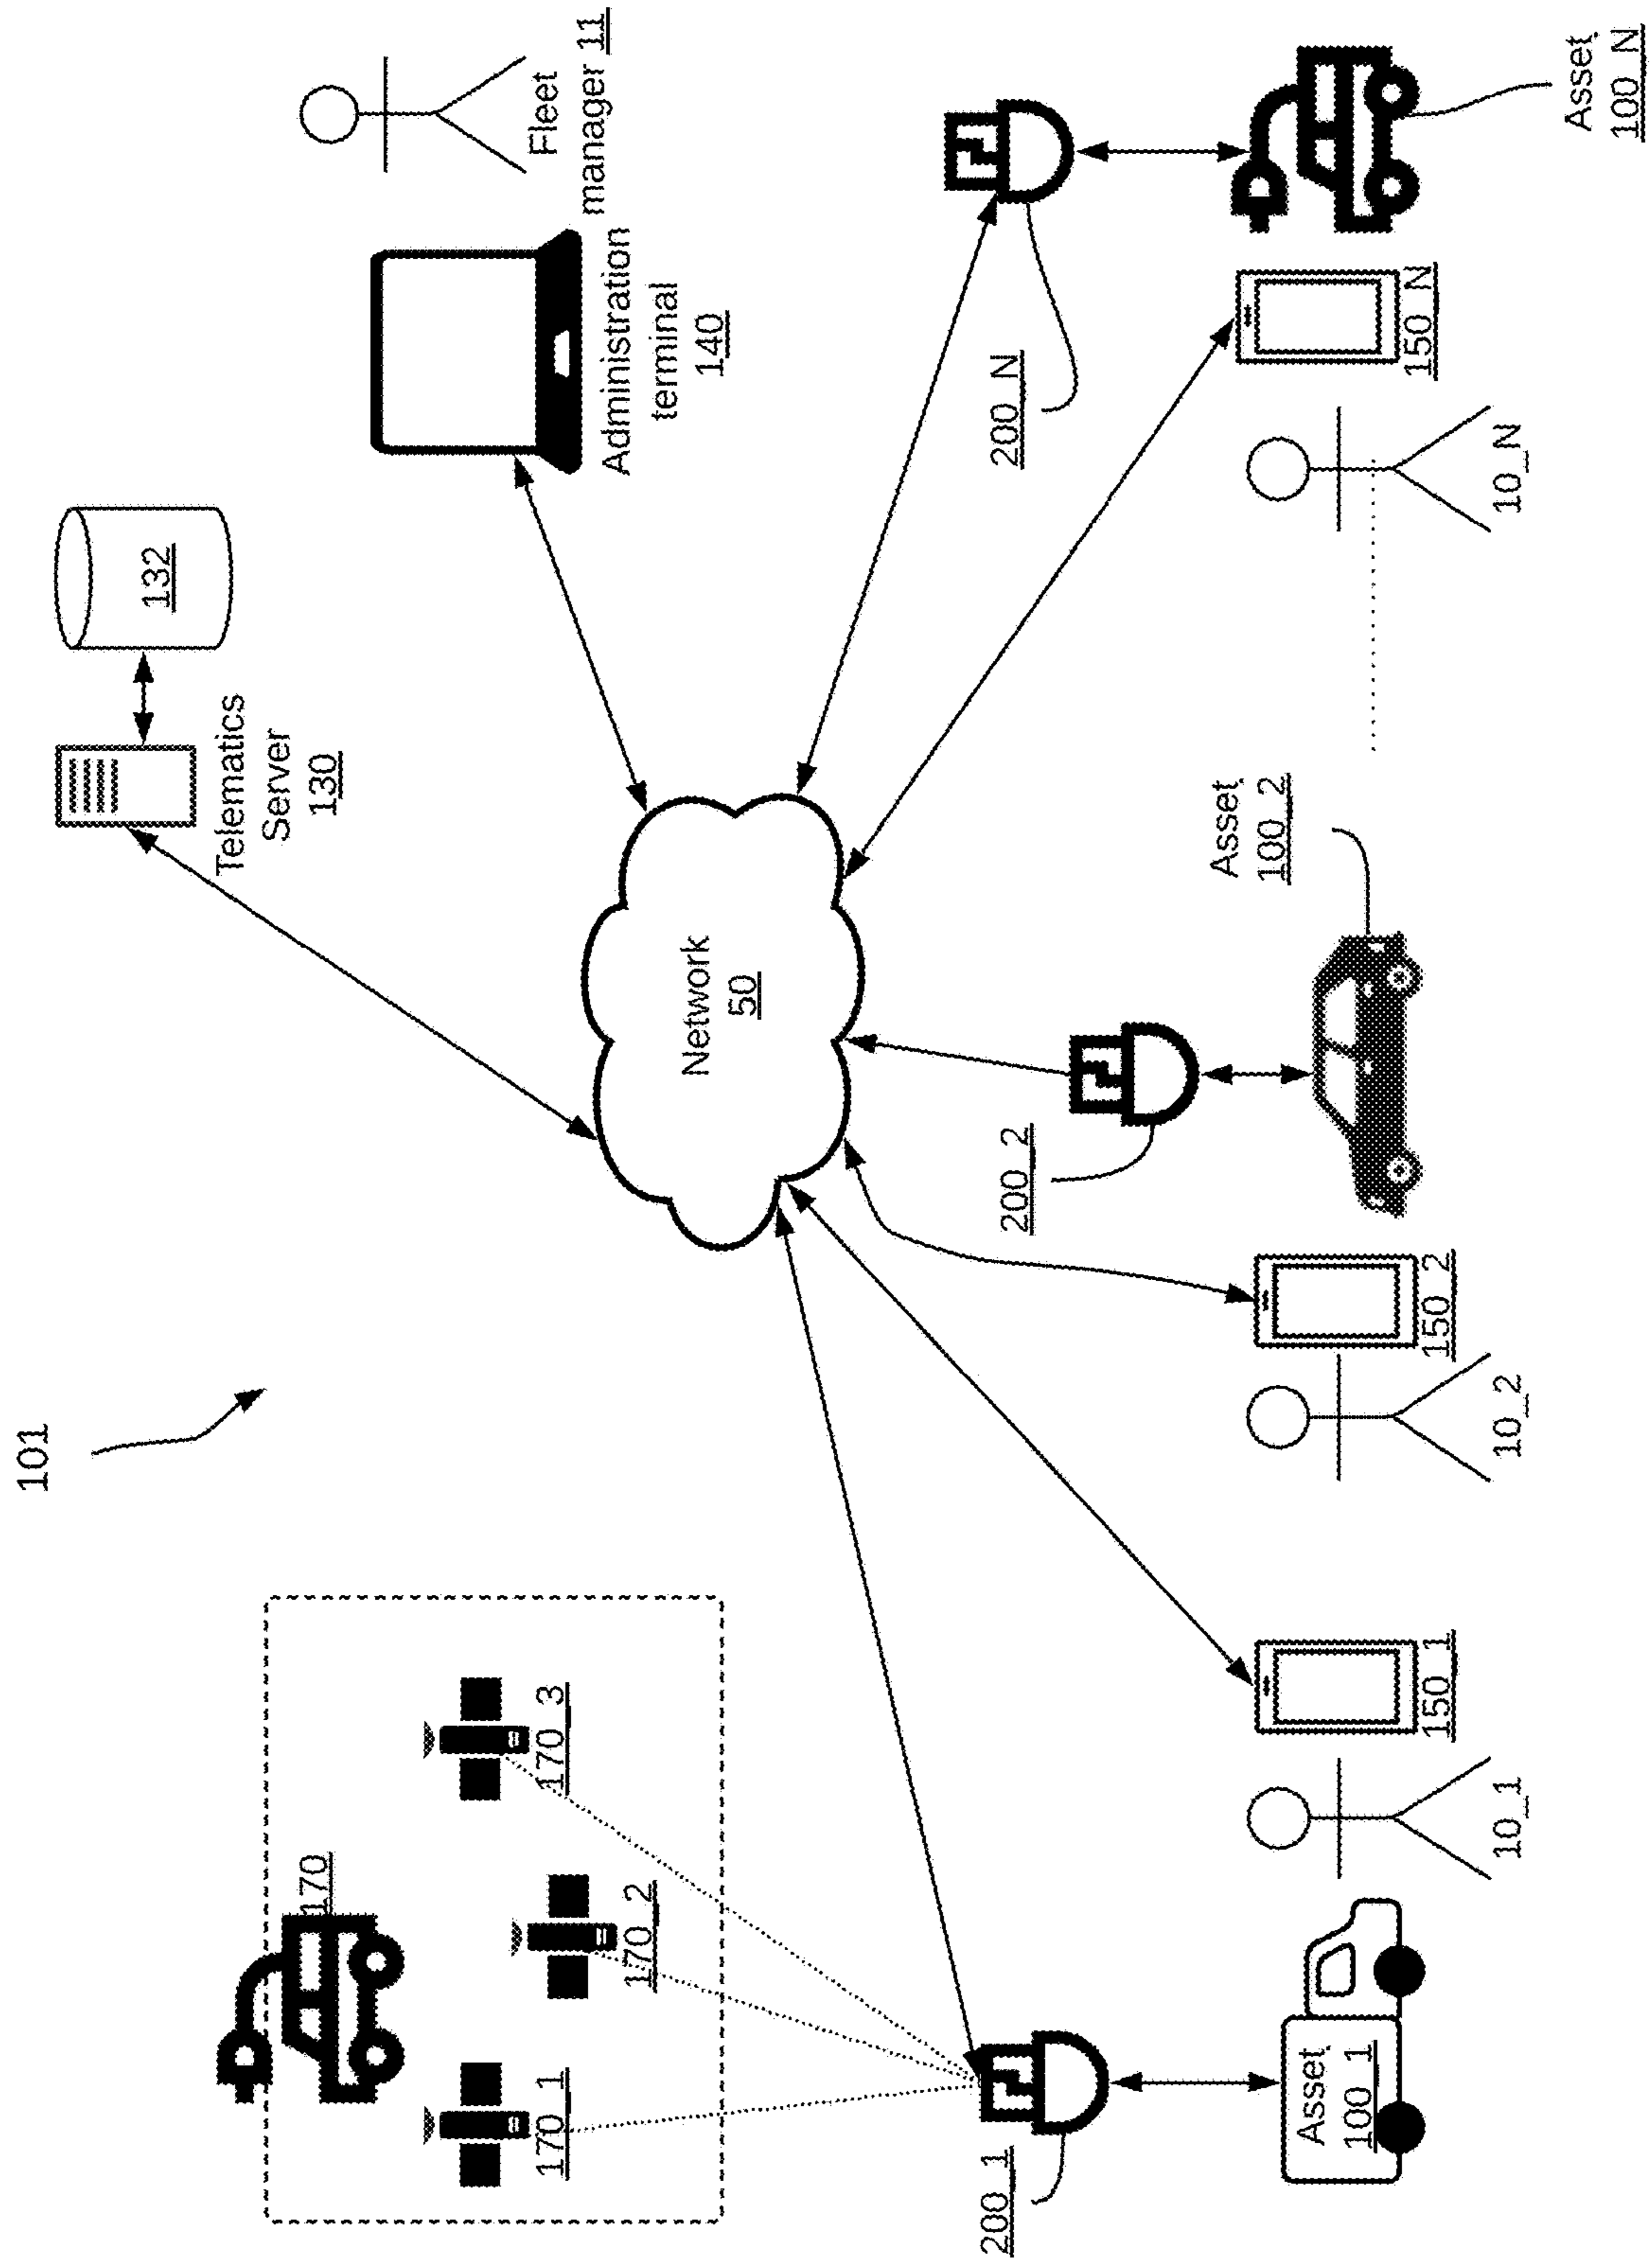 101
170
170_1
170_2
170_3
Telematics
Server
130
132
Administration
terminal
140
Fleet
manager 11
Network
50
200_1
Asset
100_1
10_1
150_1
10_2
150_2
200_2
Asset
100_2
10_N
150_N
200_N
Asset
100_N